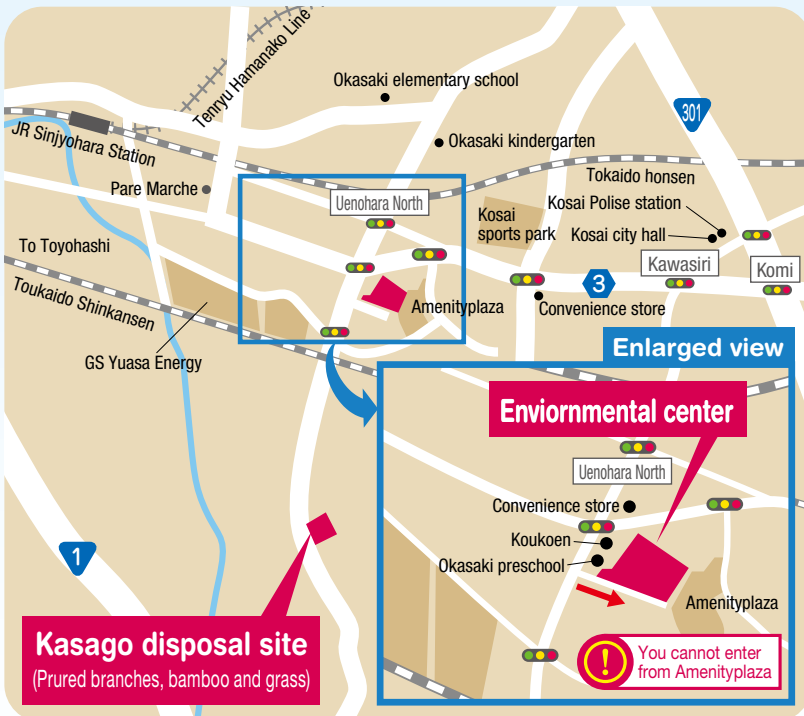 Tenryu Hamanako Line
Okasaki elementary school
301
JR Sinjyohara Station
Okasaki kindergarten
Tokaido honsen
Pare Marche
Uenohara North
Kosai
sports park
Kosai Polise station
Kosai city hall
To Toyohashi
Kawasiri
Komi
3
Toukaido Shinkansen
Amenityplaza
Convenience store
GS Yuasa Energy
Enlarged view
Enviornmental center
Uenohara North
Convenience store
Koukoen
Okasaki preschool
Amenityplaza
1
Kasago disposal site
(Prured branches, bamboo and grass)
! You cannot enter
from Amenityplaza